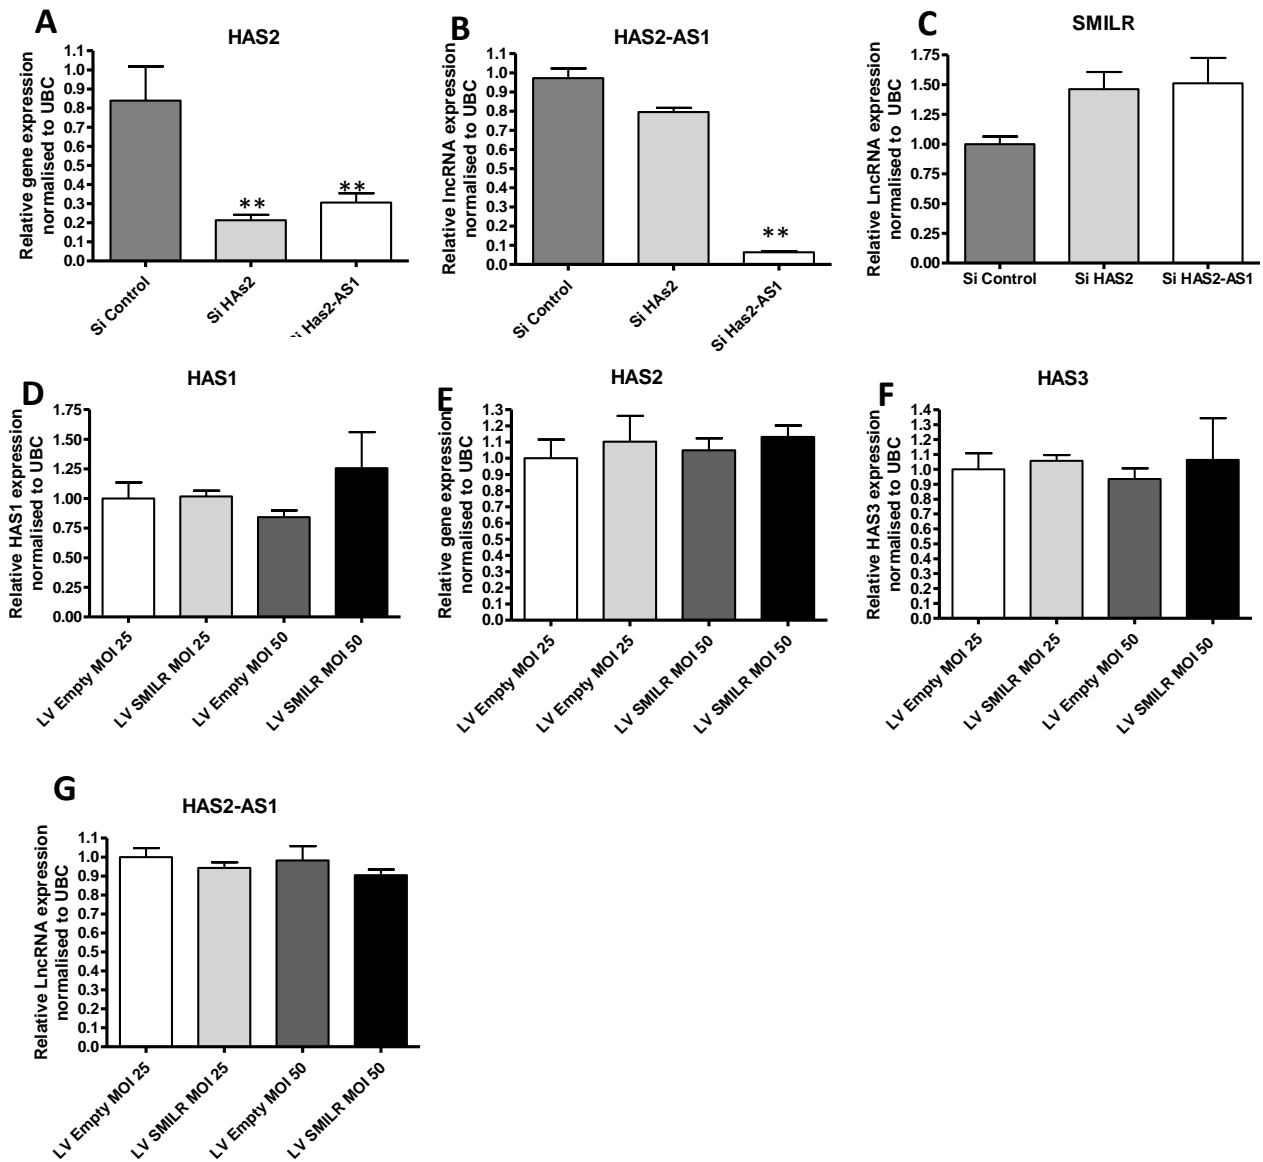 A
HAS2
Relative gene expression
normalised to UBC
1.1
1.0
0.9
0.8
0.7
0.6
0.5
0.4
0.3
0.2
0.1
0.0
**
**
Si Control
Si HAs2
Si Has2-AS1
B
HAS2-AS1
Relative lncRNA expression
normalised to UBC
1.1
1.0
0.9
0.8
0.7
0.6
0.5
0.4
0.3
0.2
0.1
0.0
**
Si Control
Si HAs2
Si Has2-AS1
C
SMILR
Relative LncRNA expression
normalised to UBC
1.75
1.50
1.25
1.00
0.75
0.50
0.25
0.00
Si Control
Si HAS2
Si HAS2-AS1
D
HAS1
Relative HAS1 expression
normalised to UBC
1.75
1.50
1.25
1.00
0.75
0.50
0.25
0.00
LV Empty MOI 25
LV SMILR MOI 25
LV Empty MOI 50
LV SMILR MOI 50
E
HAS2
Relative gene expression
normalised to UBC
1.3
1.2
1.1
1.0
0.9
0.8
0.7
0.6
0.5
0.4
0.3
0.2
0.1
0.0
LV Empty MOI 25
LV Empty MOI 25
LV SMILR MOI 50
LV SMILR MOI 50
F
HAS3
Relative HAS3 expression
normalised to UBC
1.4
1.3
1.2
1.1
1.0
0.9
0.8
0.7
0.6
0.5
0.4
0.3
0.2
0.1
0.0
LV Empty MOI 25
LV SMILR MOI 25
LV Empty MOI 50
LV SMILR MOI 50
G
HAS2-AS1
Relative LncRNA expression
normalised to UBC
1.1
1.0
0.9
0.8
0.7
0.6
0.5
0.4
0.3
0.2
0.1
0.0
LV Empty MOI 25
LV SMILR MOI 25
LV Empty MOI 50
LV SMILR MOI 50